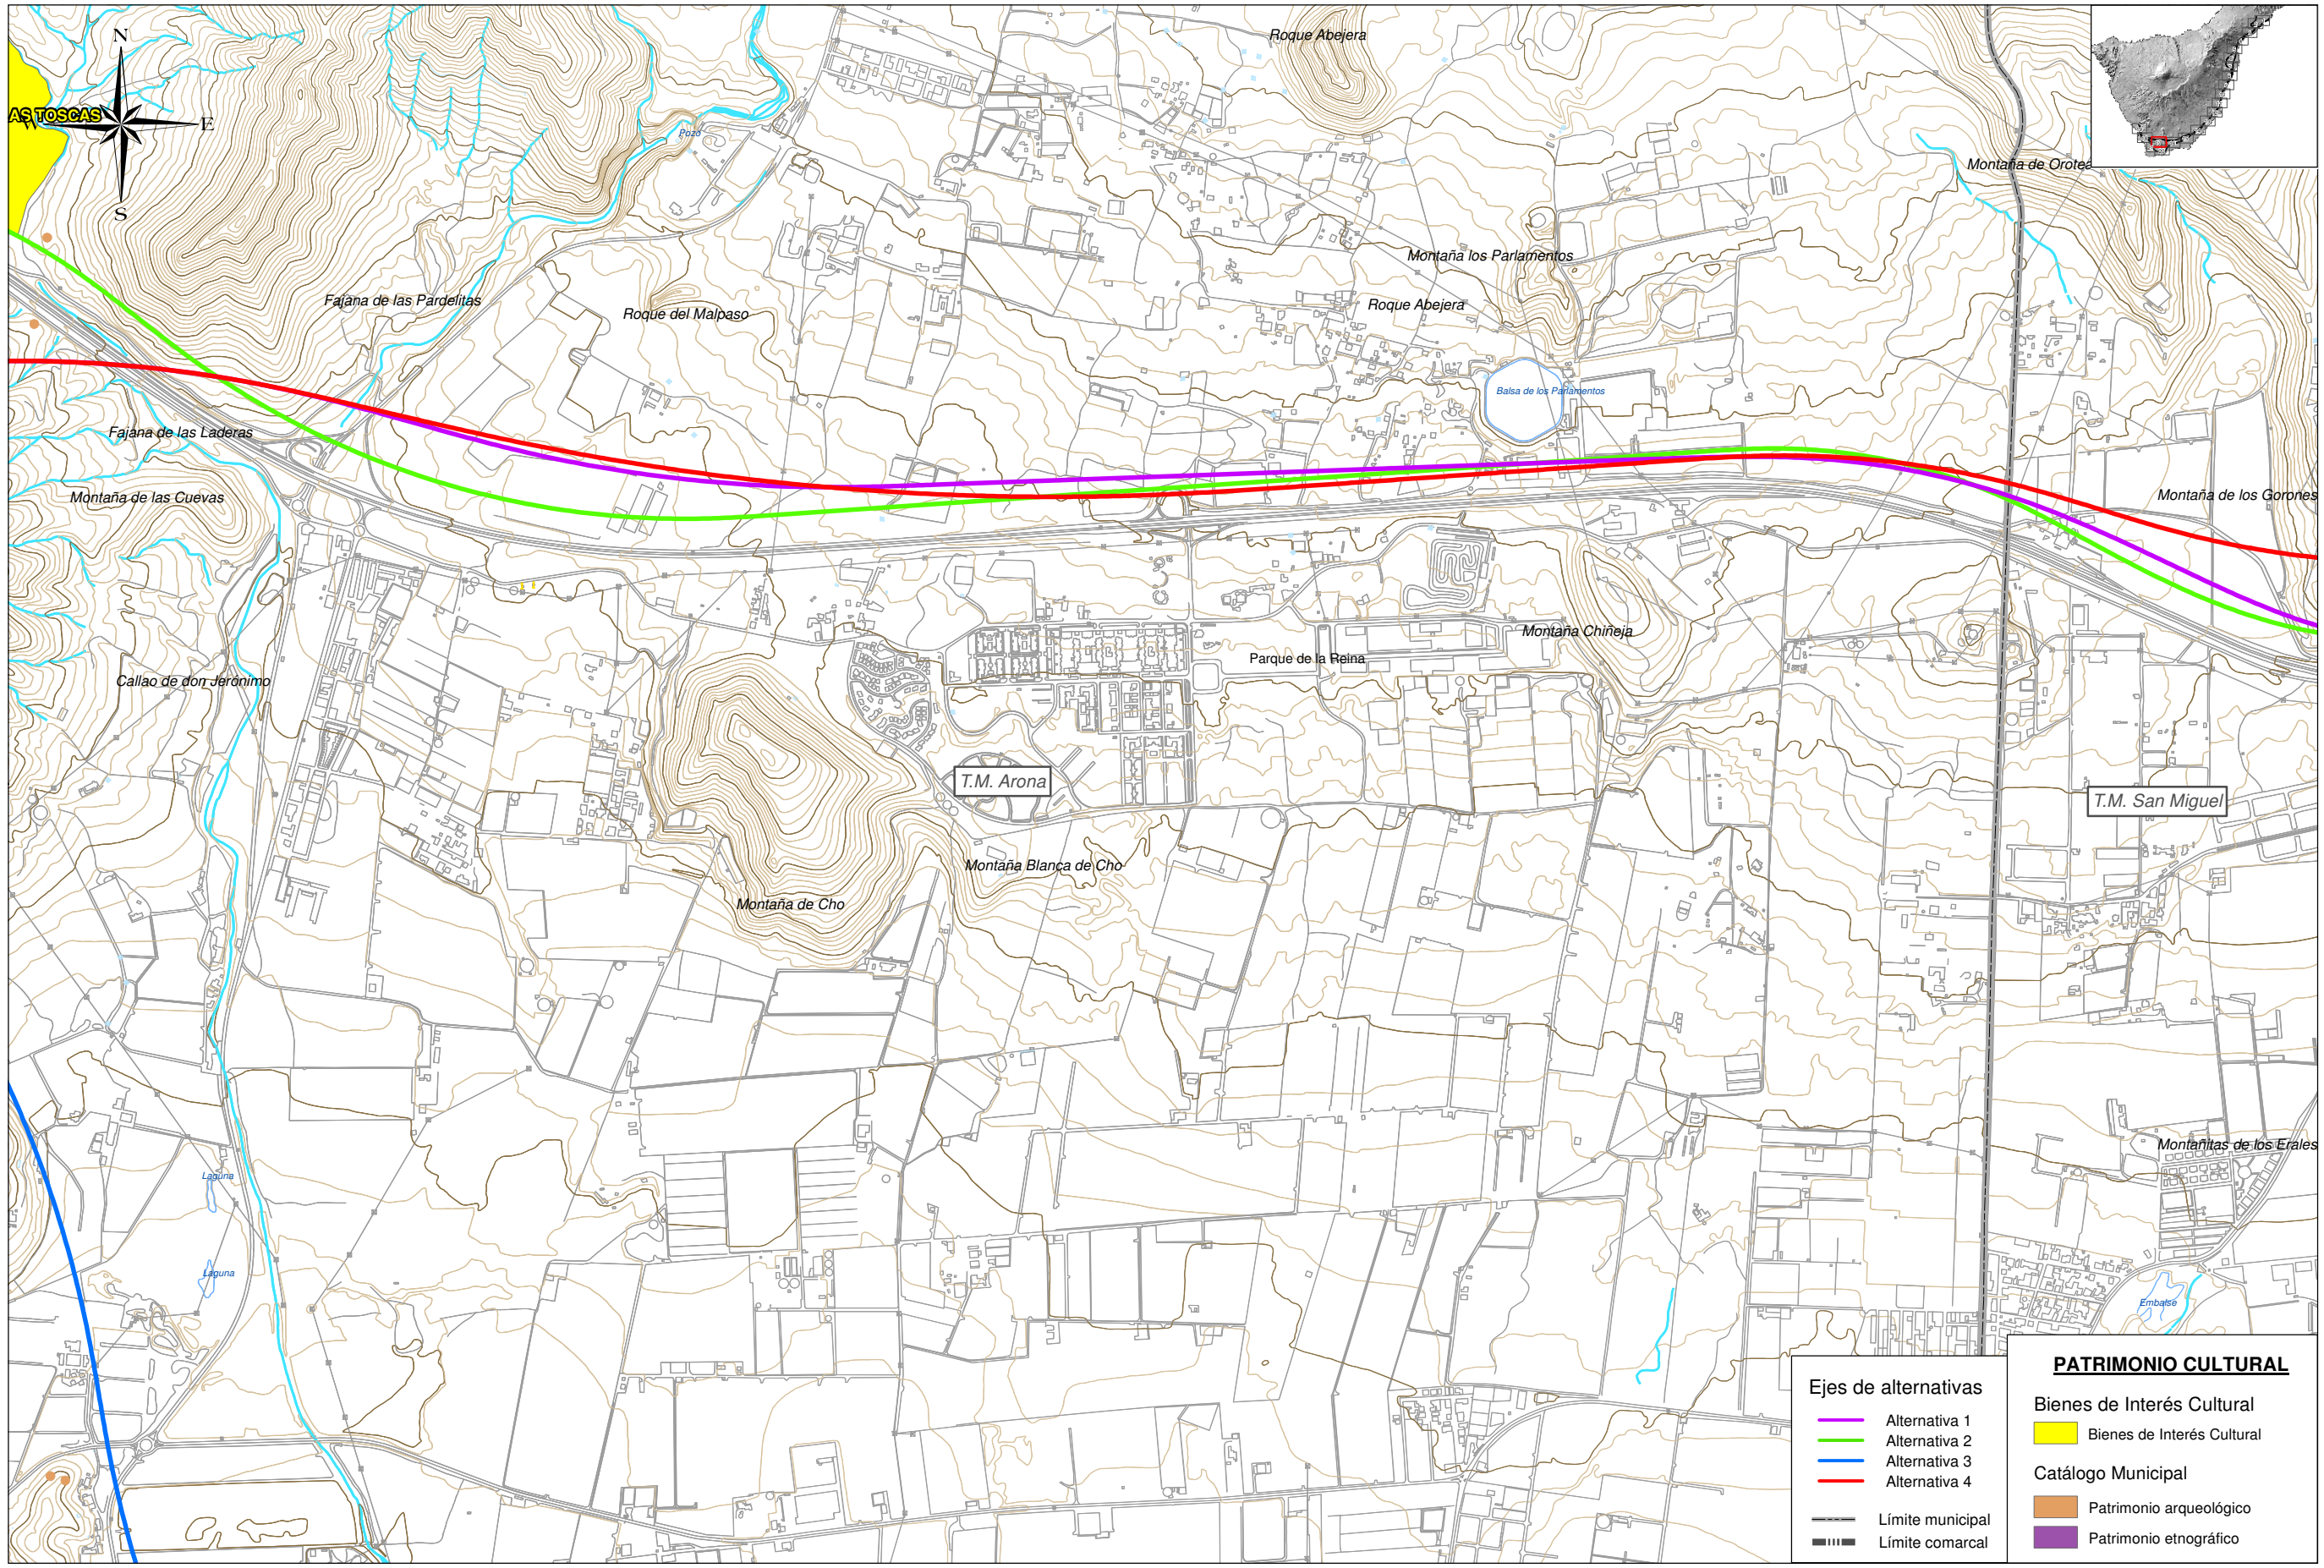 Roque Abejera
N
AS TOSCAS
W
E
S
Pozo
Montaña de Orotea
Montaña los Parlamentos
Fajana de las Pardelitas
Roque del Malpaso
Roque Abejera
Balsa de los Parlamentos
Fajana de las Laderas
Montaña de las Cuevas
Montaña de los Gorones
Montaña Chiñeja
Parque de la Reina
Callao de don Jerónimo
T.M. Arona
T.M. San Miguel
Montaña Blanca de Cho
Montaña de Cho
Montañitas de los Erales
Laguna
Laguna
Embalse
Ejes de alternativas
Alternativa 1
Alternativa 2
Alternativa 3
Alternativa 4
Límite municipal
Límite comarcal
PATRIMONIO CULTURAL
Bienes de Interés Cultural
Bienes de Interés Cultural
Catálogo Municipal
Patrimonio arqueológico
Patrimonio etnográfico